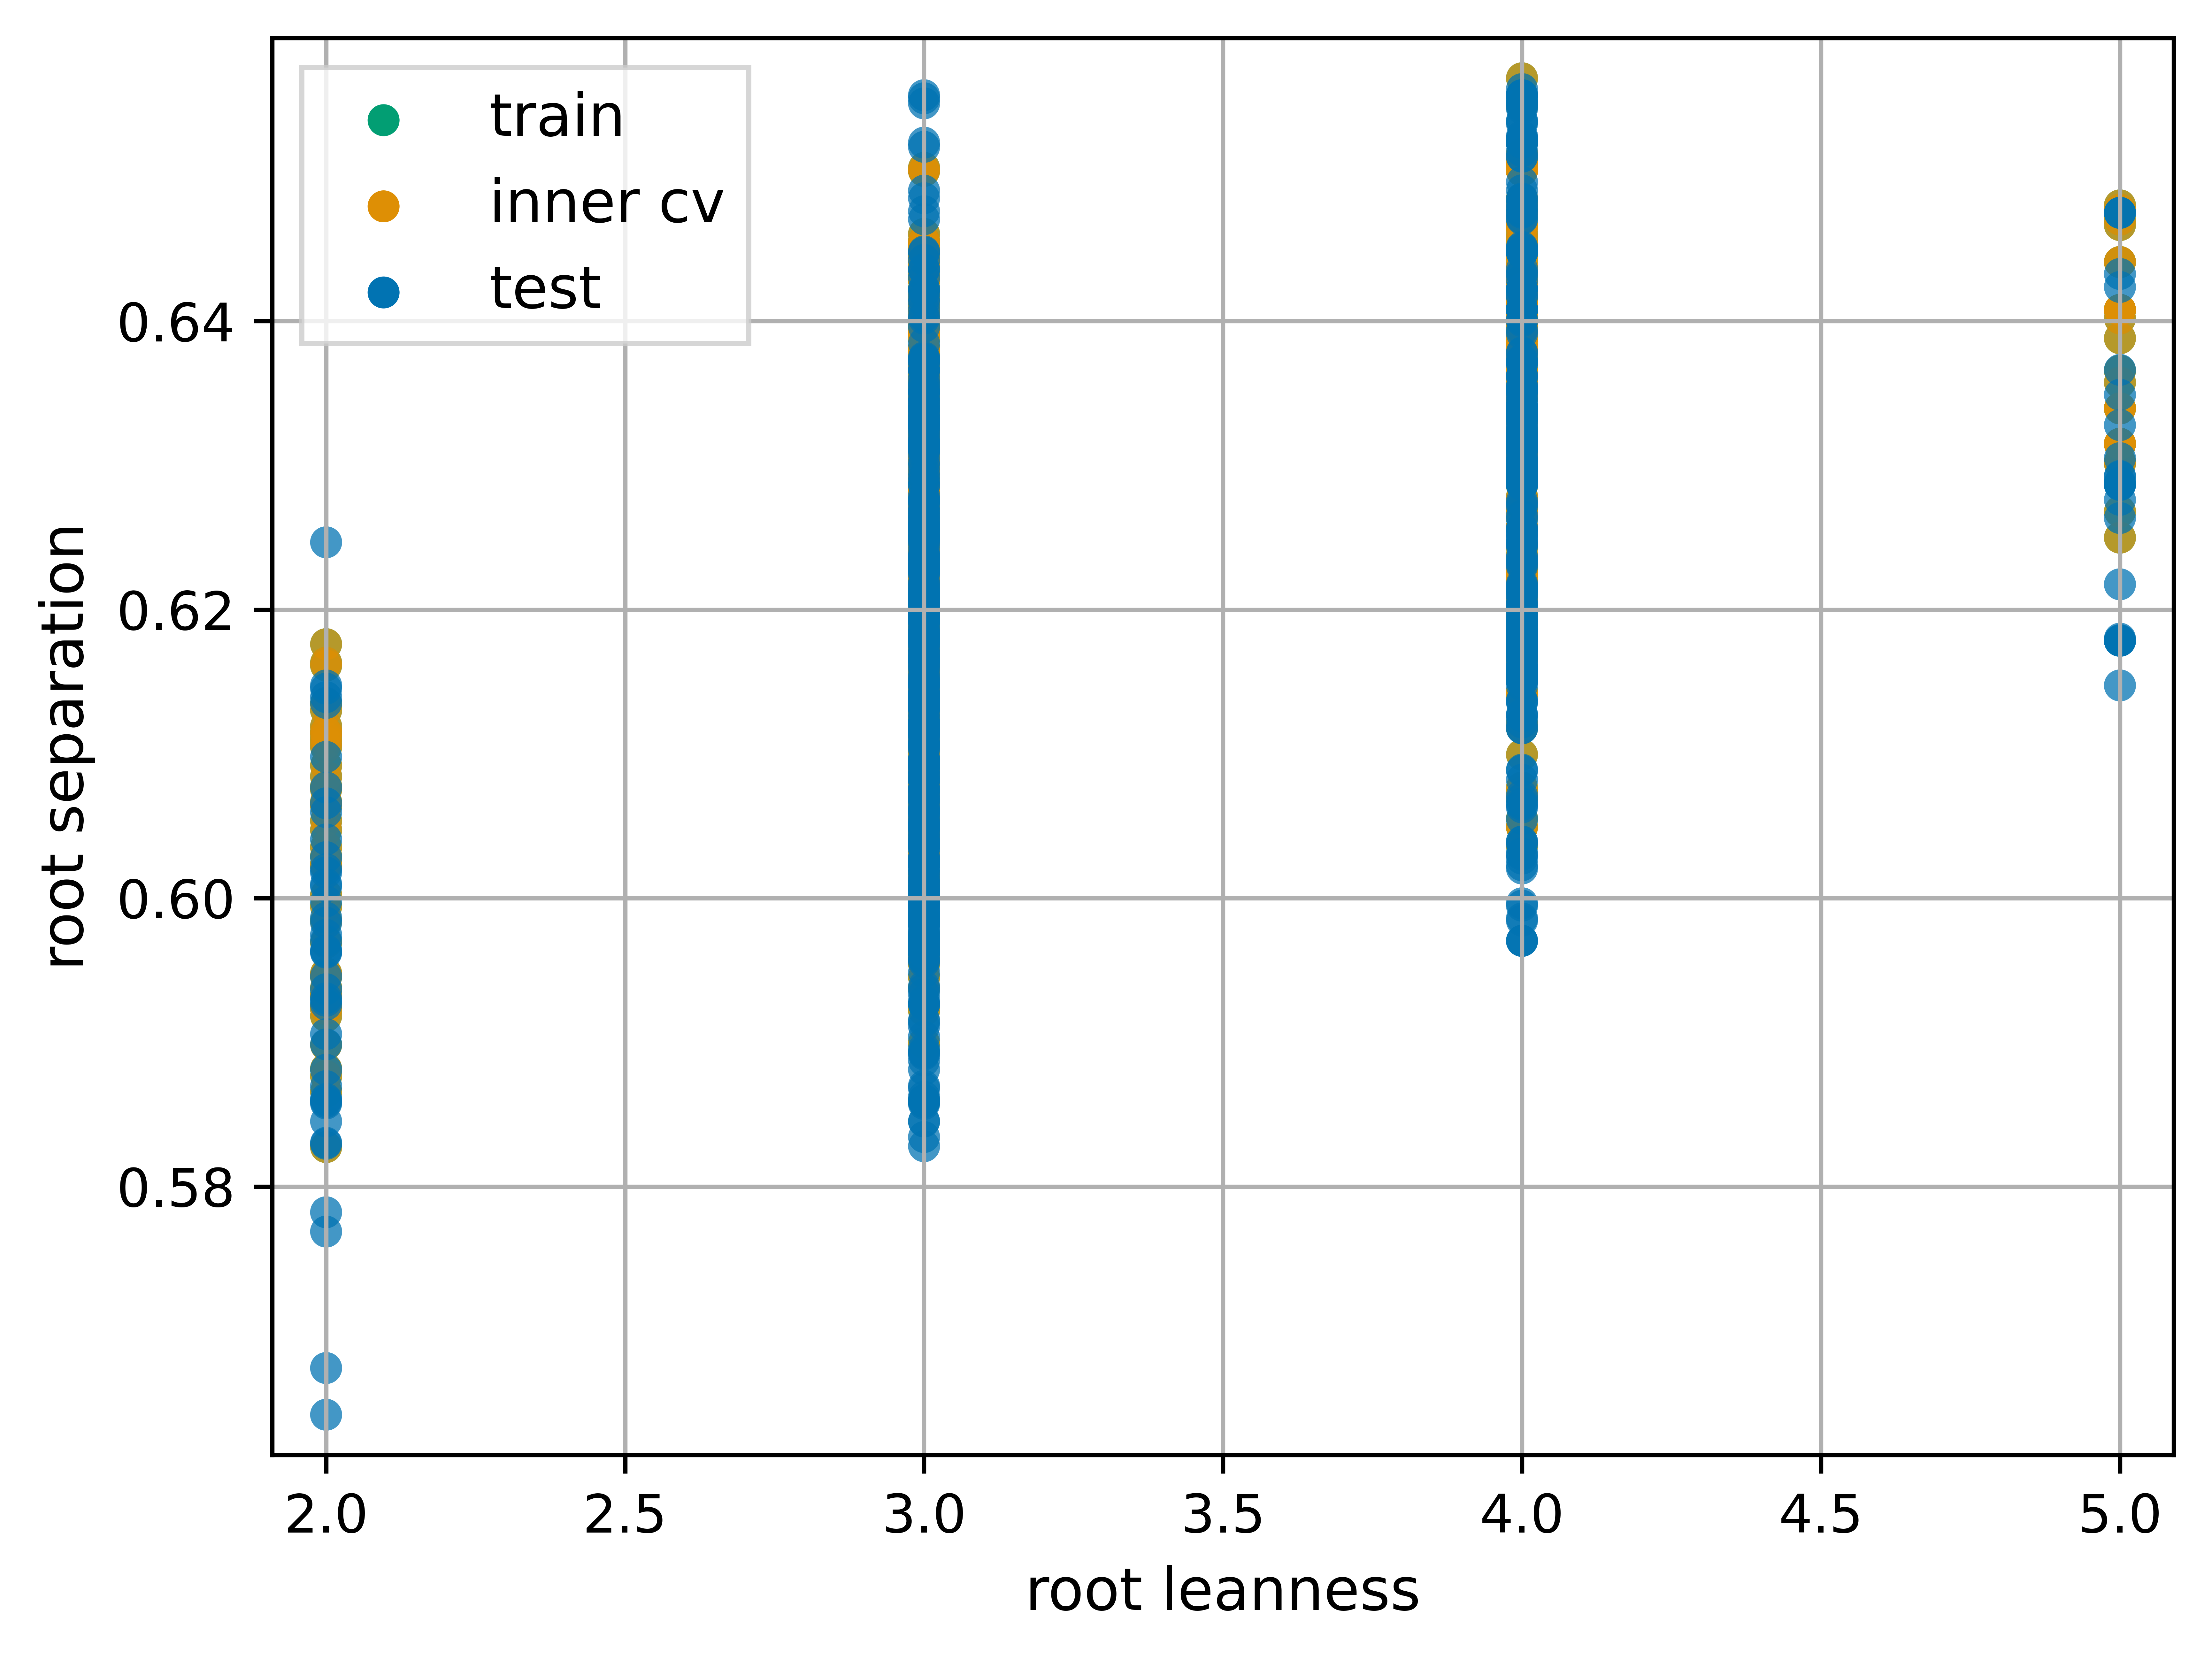 train
inner cv
test
0.64
0.62
0.60
0.58
root separation
2.0 2.5 3.0 3.5 4.0 4.5 5.0
root leanness